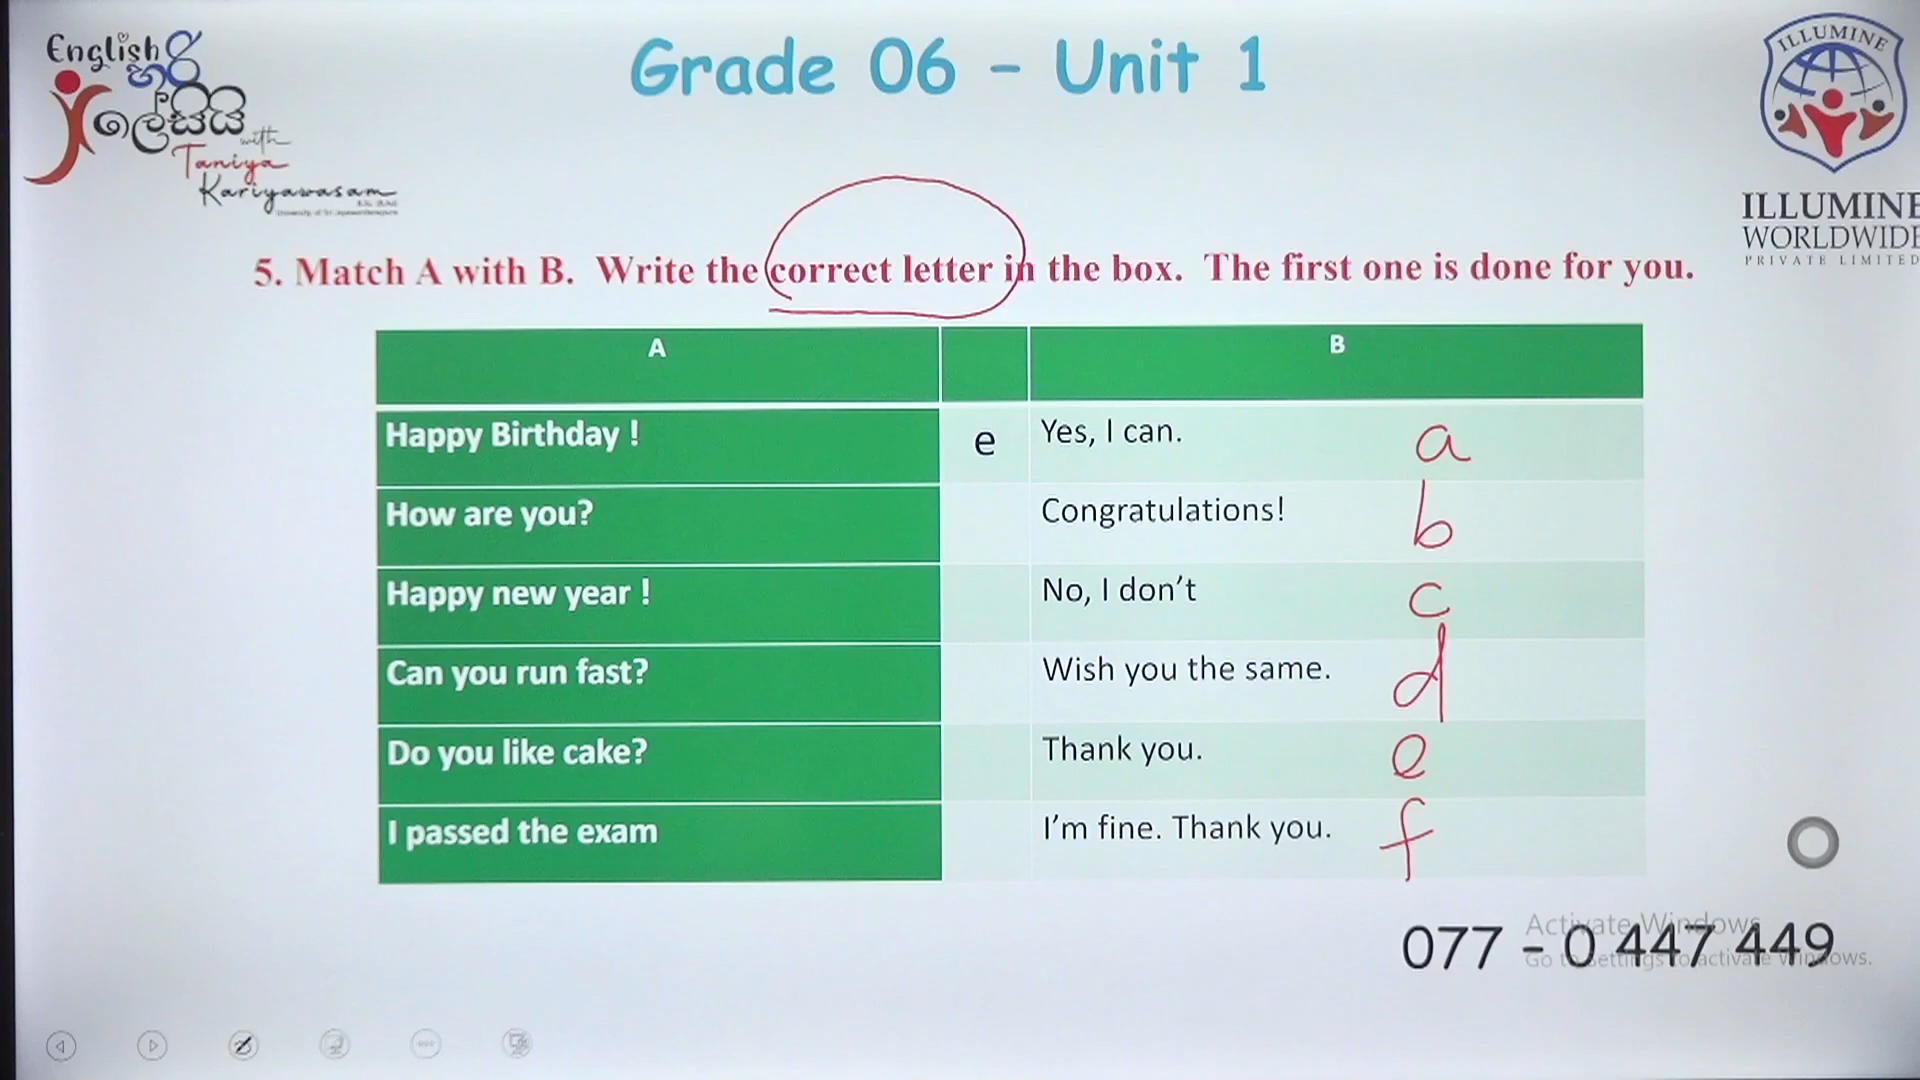 English හරි
ලේසියි
with
Taniya
Kariyawasam
Grade 06 - Unit 1
ILLUMINE
ILLUMINE
WORLDWIDE
PRIVATE LIMITED
5. Match A with B. Write the correct letter in the box. The first one is done for you.
A B
Happy Birthday ! e Yes, I can. a
How are you? Congratulations! b
Happy new year ! No, I don’t c
Can you run fast? Wish you the same. d
Do you like cake? Thank you. e
I passed the exam I’m fine. Thank you. f
Activate Windows
077 - 0 447 449
Go to Settings to activate Windows.